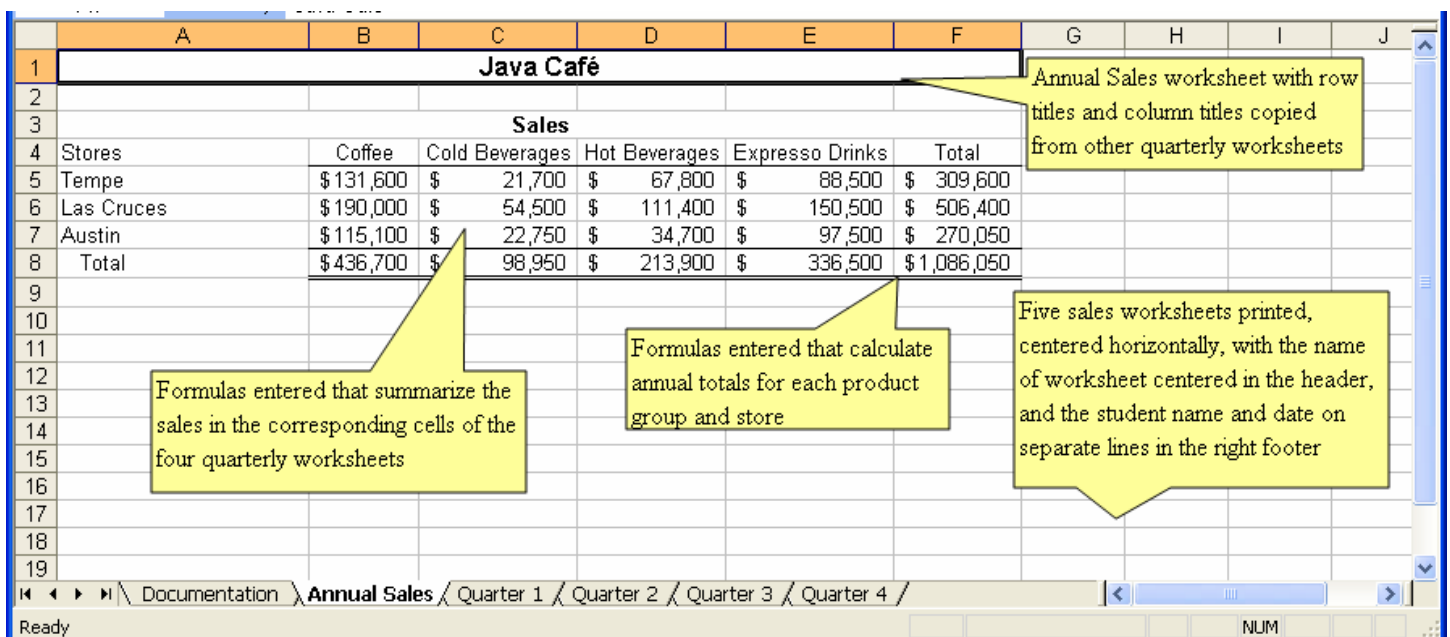 A B C D E F G H I J
1 Java Café
2
3 Sales
4 Stores Coffee Cold Beverages Hot Beverages Expresso Drinks Total
5 Tempe $131,600 $ 21,700 $ 67,800 $ 88,500 $ 309,600
6 Las Cruces $190,000 $ 54,500 $ 111,400 $ 150,500 $ 506,400
7 Austin $115,100 $ 22,750 $ 34,700 $ 97,500 $ 270,050
8 Total $436,700 $ 98,950 $ 213,900 $ 336,500 $1,086,050
9
10
11
12
13
14
15
16
17
18
19
Annual Sales worksheet with row
titles and column titles copied
from other quarterly worksheets
Formulas entered that summarize the
sales in the corresponding cells of the
four quarterly worksheets
Formulas entered that calculate
annual totals for each product
group and store
Five sales worksheets printed,
centered horizontally, with the name
of worksheet centered in the header,
and the student name and date on
separate lines in the right footer
Documentation Annual Sales Quarter 1 Quarter 2 Quarter 3 Quarter 4
Ready NUM